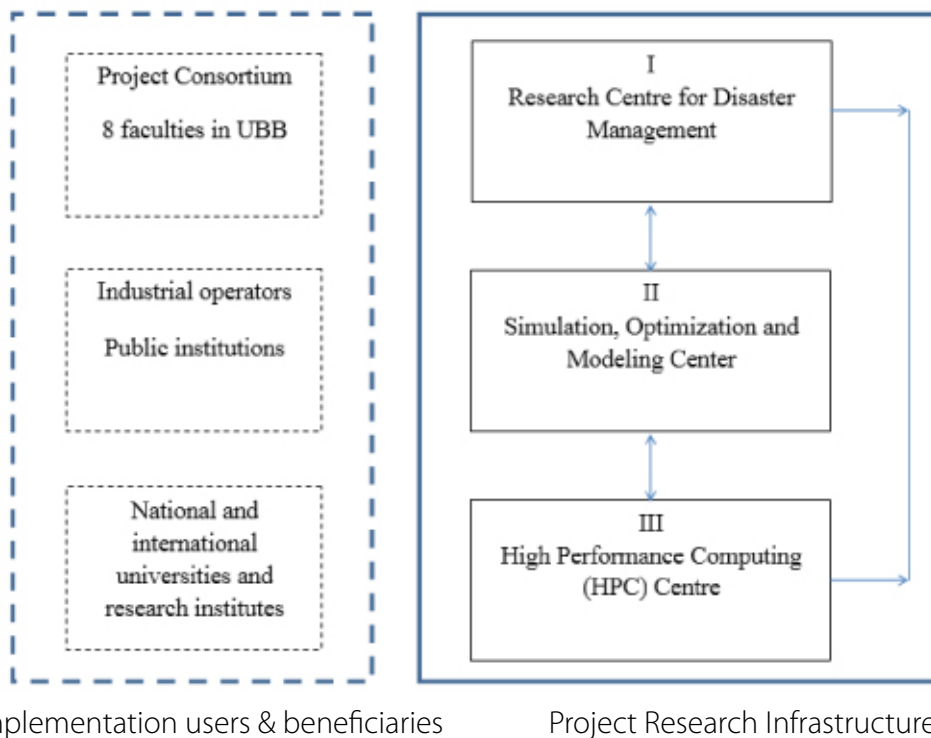 Project Consortium
8 faculties in UBB
Industrial operators
Public institutions
National and
international
universities and
research institutes
I
Research Centre for Disaster
Management
II
Simulation, Optimization and
Modeling Center
III
High Performance Computing
(HPC) Centre
mplementation users & beneficiaries
Project Research Infrastructure